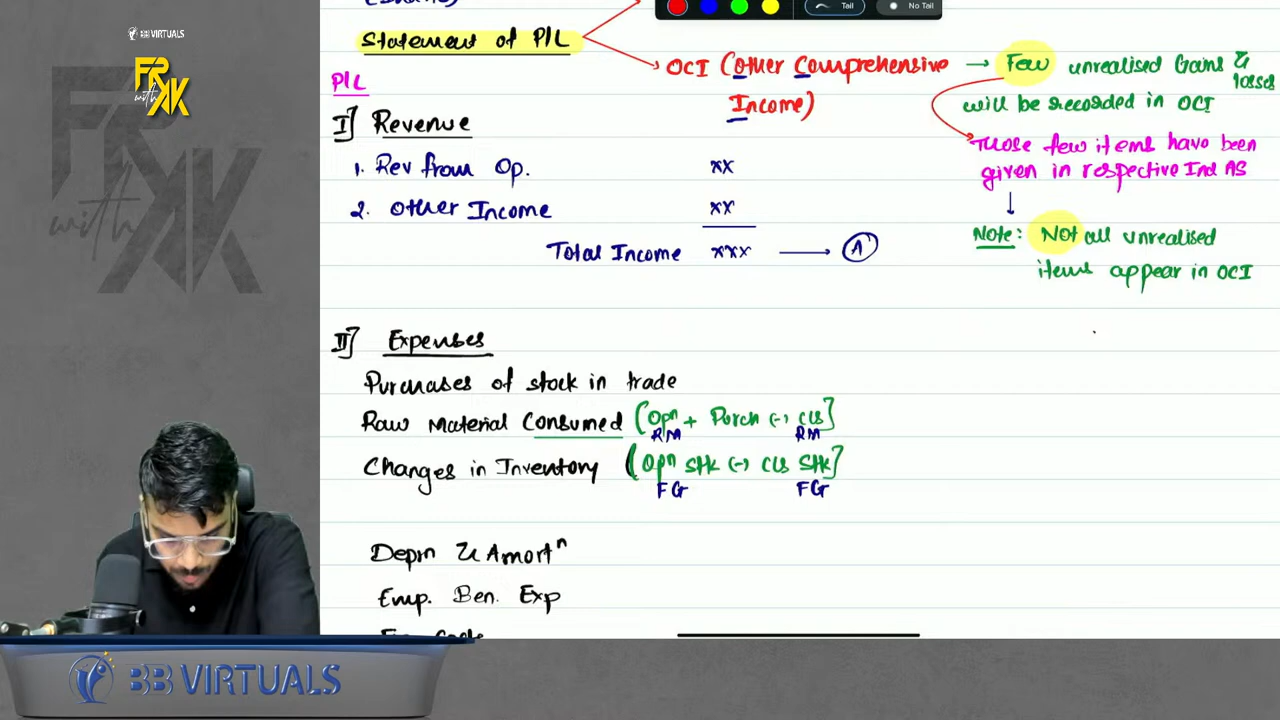 Tail
No Tail
BB VIRTUALS
FR
with
AK
Statement of P/L
OCI (Other Comprehensive
Income)
→ Few unrealised Gains &
losses
will be recorded in OCI
Those few items have been
given in respective Ind AS
Note: Not all unrealised
items appear in OCI
P/L
I] Revenue
1. Rev from Op. xx
2. Other Income xx
Total Income xxx → A
II] Expenses
Purchases of stock in trade
Raw Material Consumed [Opn + Purch (-) Cls]
RM RM
Changes in Inventory [Opn Stk (-) Cls Stk]
FG FG
Depn & Amortn
Emp. Ben. Exp
FR
with
AK
BB VIRTUALS